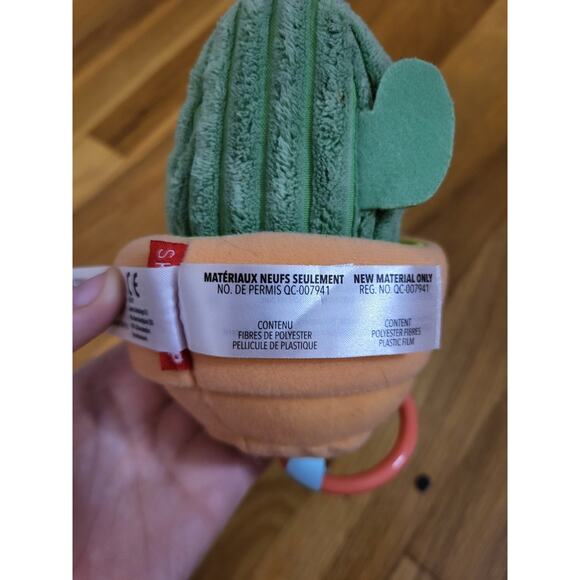 MATÉRIAUX NEUFS SEULEMENT
NO. DE PERMIS QC-007941
CONTENU
FIBRES DE POLYESTER
PELLICULE DE PLASTIQUE
NEW MATERIAL ONLY
REG. NO. QC-007941
CONTENT
POLYESTER FIBRES
PLASTIC FILM
CE